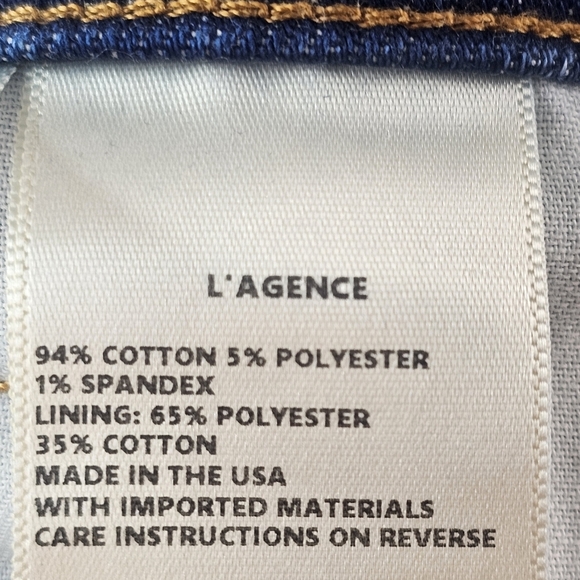 L'AGENCE
94% COTTON 5% POLYESTER
1% SPANDEX
LINING: 65% POLYESTER
35% COTTON
MADE IN THE USA
WITH IMPORTED MATERIALS
CARE INSTRUCTIONS ON REVERSE